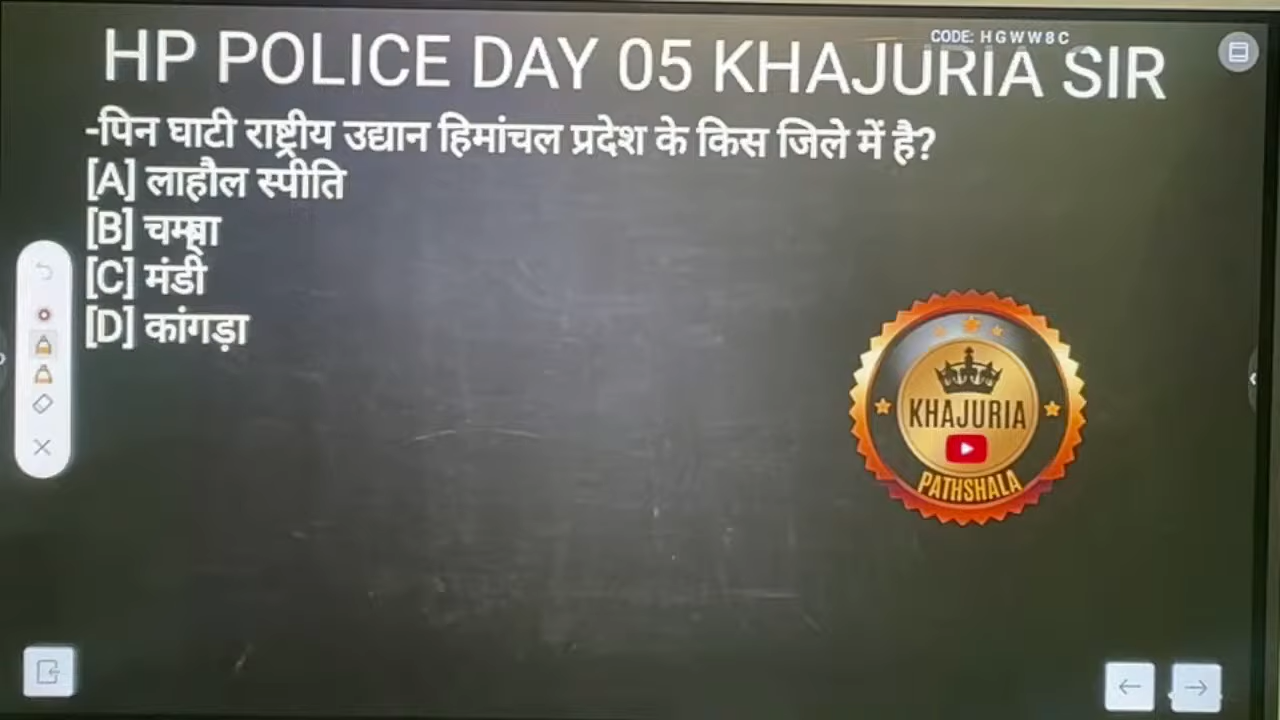 CODE: HGWW8C
HP POLICE DAY 05 KHAJURIA SIR
-पिन घाटी राष्ट्रीय उद्यान हिमांचल प्रदेश के किस जिले में है?
[A] लाहौल स्पीति
[B] चम्बा
[C] मंडी
[D] कांगड़ा
KHAJURIA
PATHSHALA